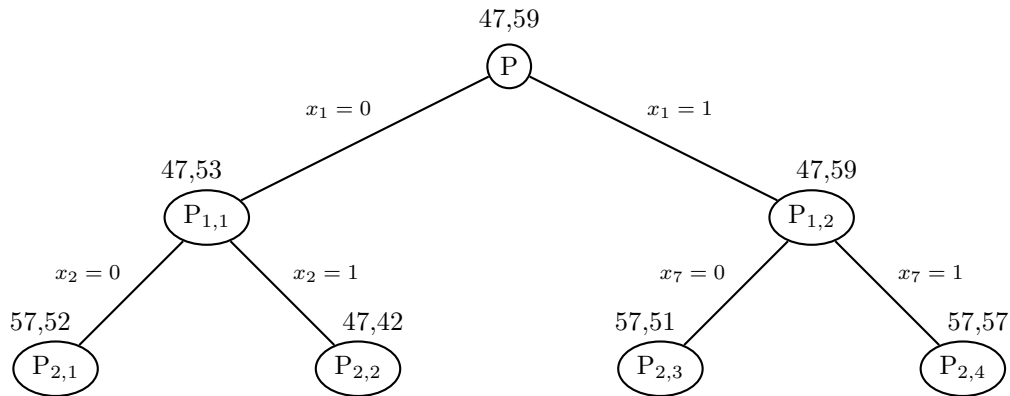 47,59
P
x₁ = 0
x₁ = 1
47,53
47,59
P₁,₁
P₁,₂
x₂ = 0
x₂ = 1
x₇ = 0
x₇ = 1
57,52
47,42
57,51
57,57
P₂,₁
P₂,₂
P₂,₃
P₂,₄